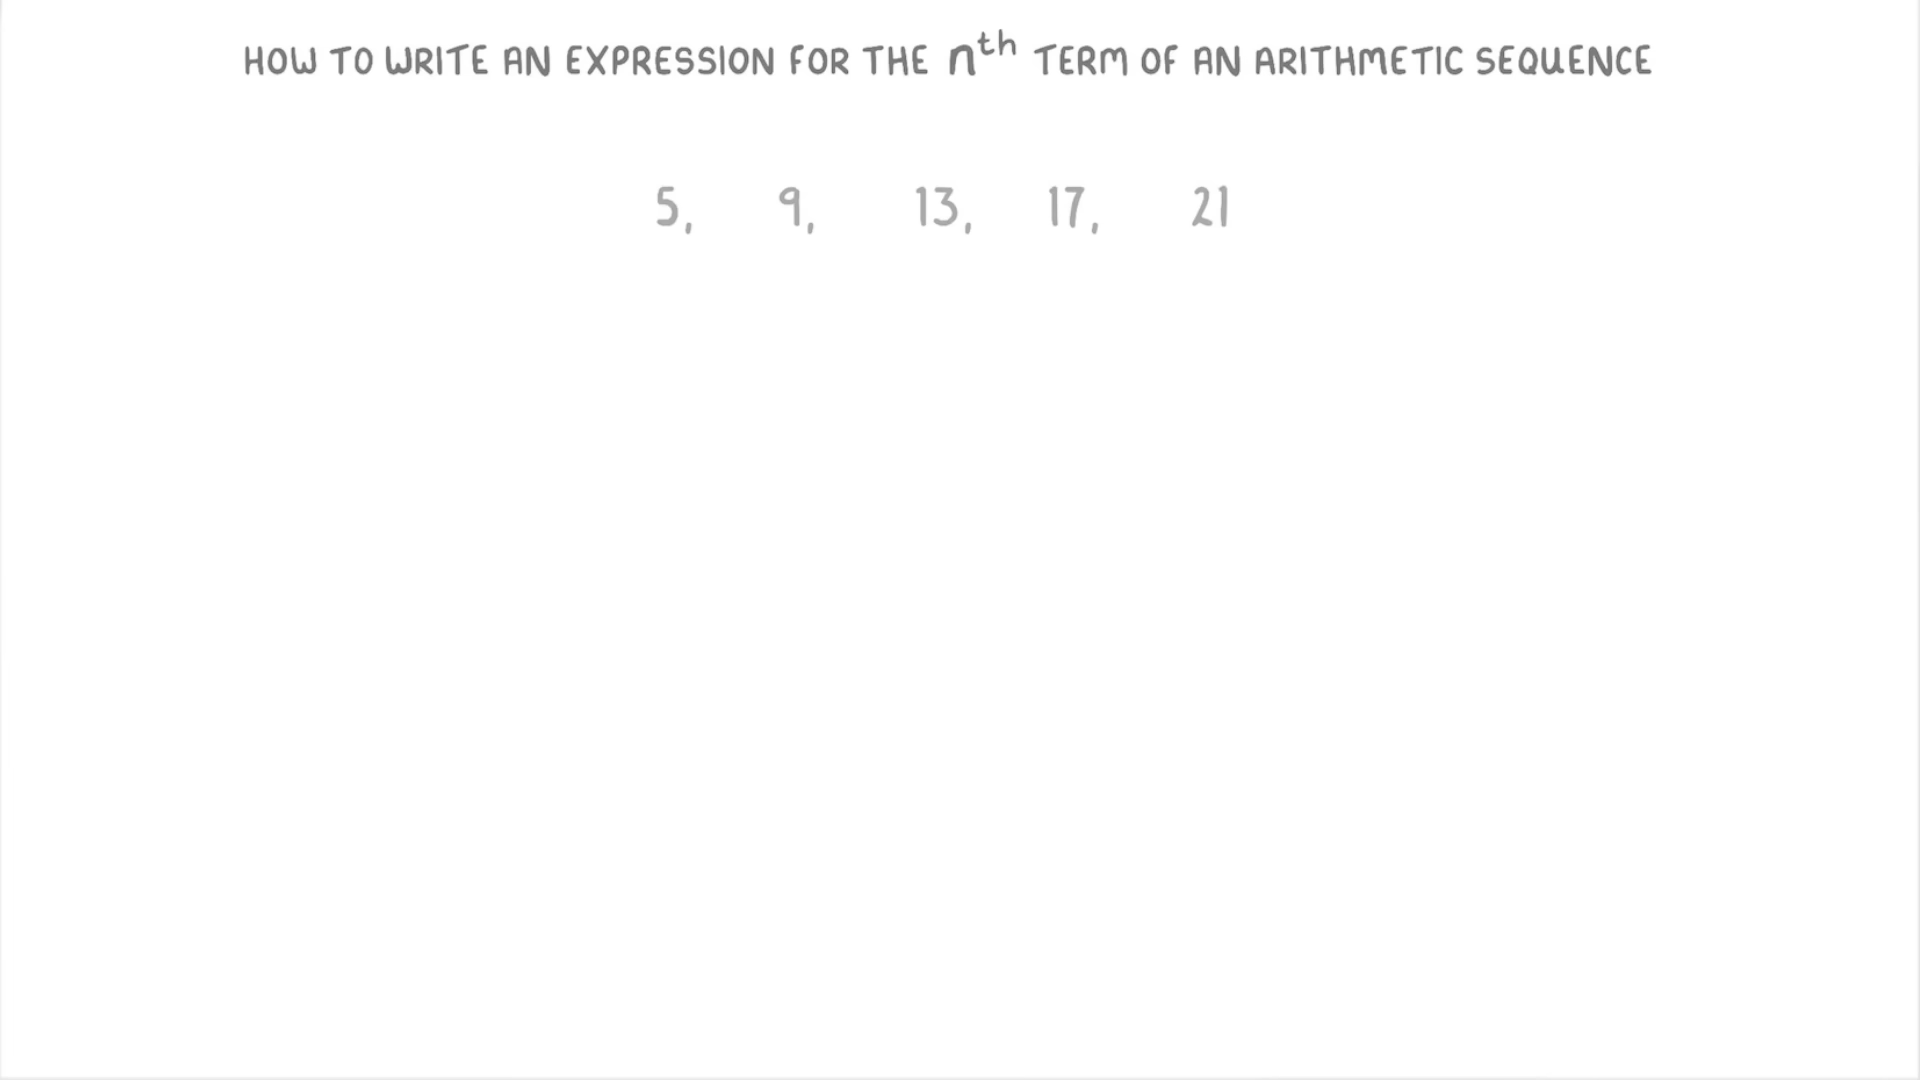 HOW TO WRITE AN EXPRESSION FOR THE nth TERM OF AN ARITHMETIC SEQUENCE
5, 9, 13, 17, 21